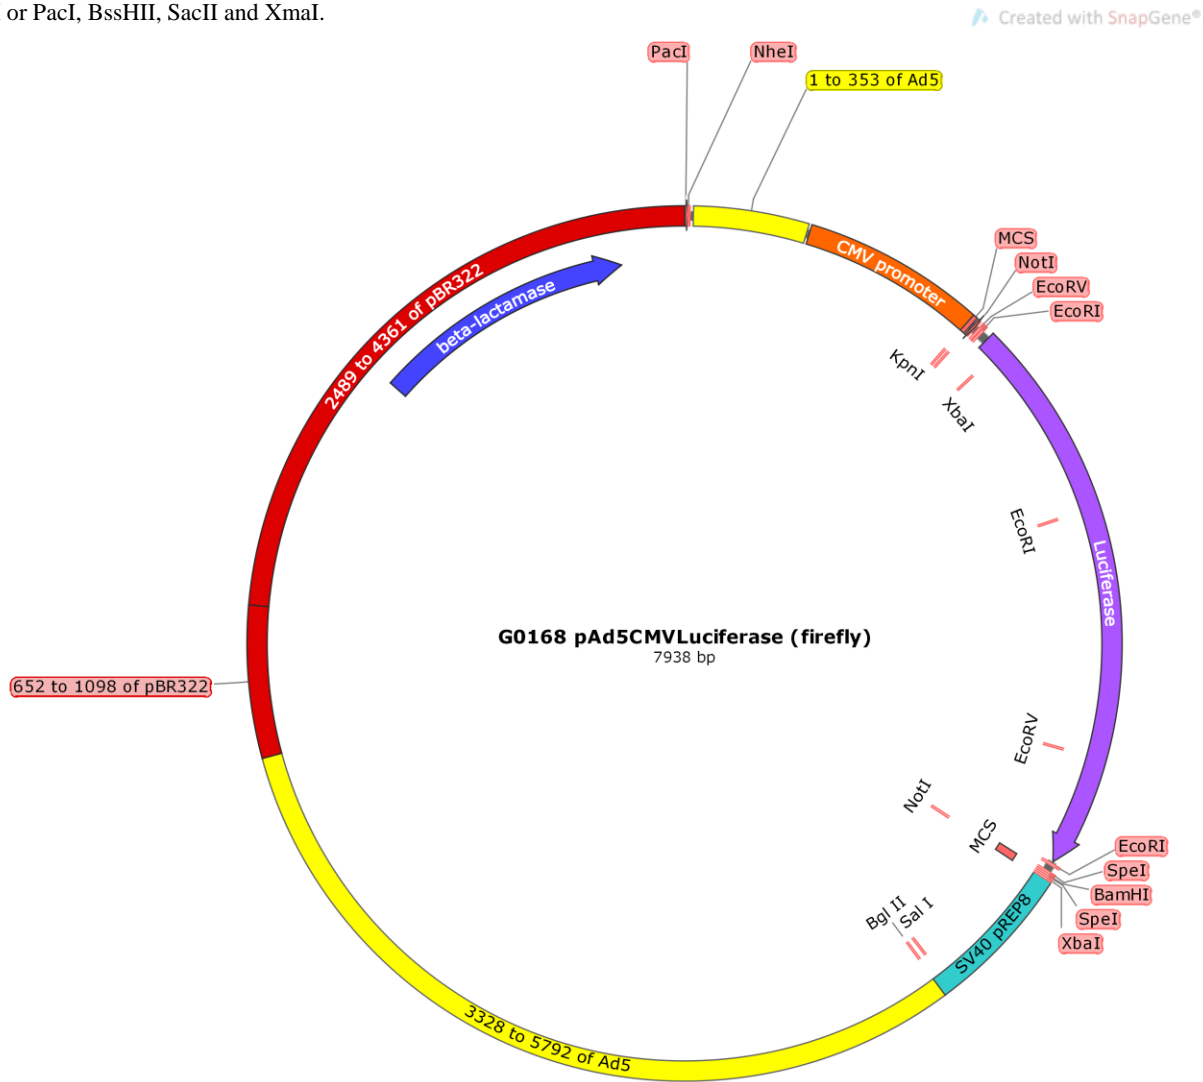 or PacI, BssHII, SacII and XmaI.
Created with SnapGene®
PacI
NheI
1 to 353 of Ad5
CMV promoter
MCS
NotI
EcoRV
EcoRI
KpnI
XbaI
2489 to 4361 of pBR322
beta-lactamase
EcoRI
Luciferase
G0168 pAd5CMVLuciferase (firefly)
7938 bp
652 to 1098 of pBR322
EcoRV
NotI
MCS
EcoRI
SpeI
BamHI
SpeI
XbaI
Bgl II
Sal I
SV40 pREP8
3328 to 5792 of Ad5